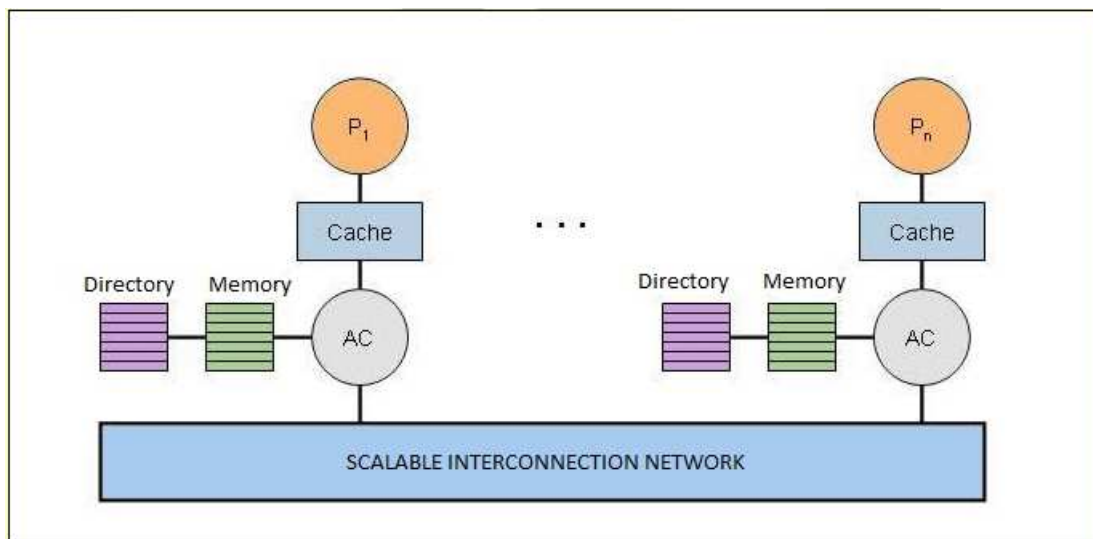 P1 Pn
Cache . . . Cache
Directory Memory Directory Memory
AC AC
SCALABLE INTERCONNECTION NETWORK